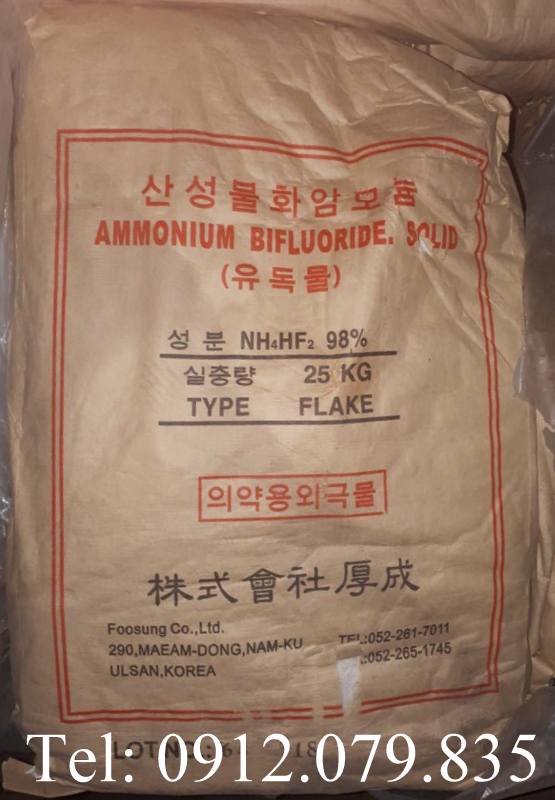 산성불화암모늄
AMMONIUM BIFLUORIDE. SOLID
(유독물)
성 분 NH₄HF₂ 98%
실중량 25 KG
TYPE FLAKE
의약용외극물
株式會社厚成
Foosung Co.,Ltd.
290,MAEAM-DONG,NAM-KU
ULSAN,KOREA
TEL:052-261-7011
:052-265-1745
LOT NO.
Tel: 0912.079.835